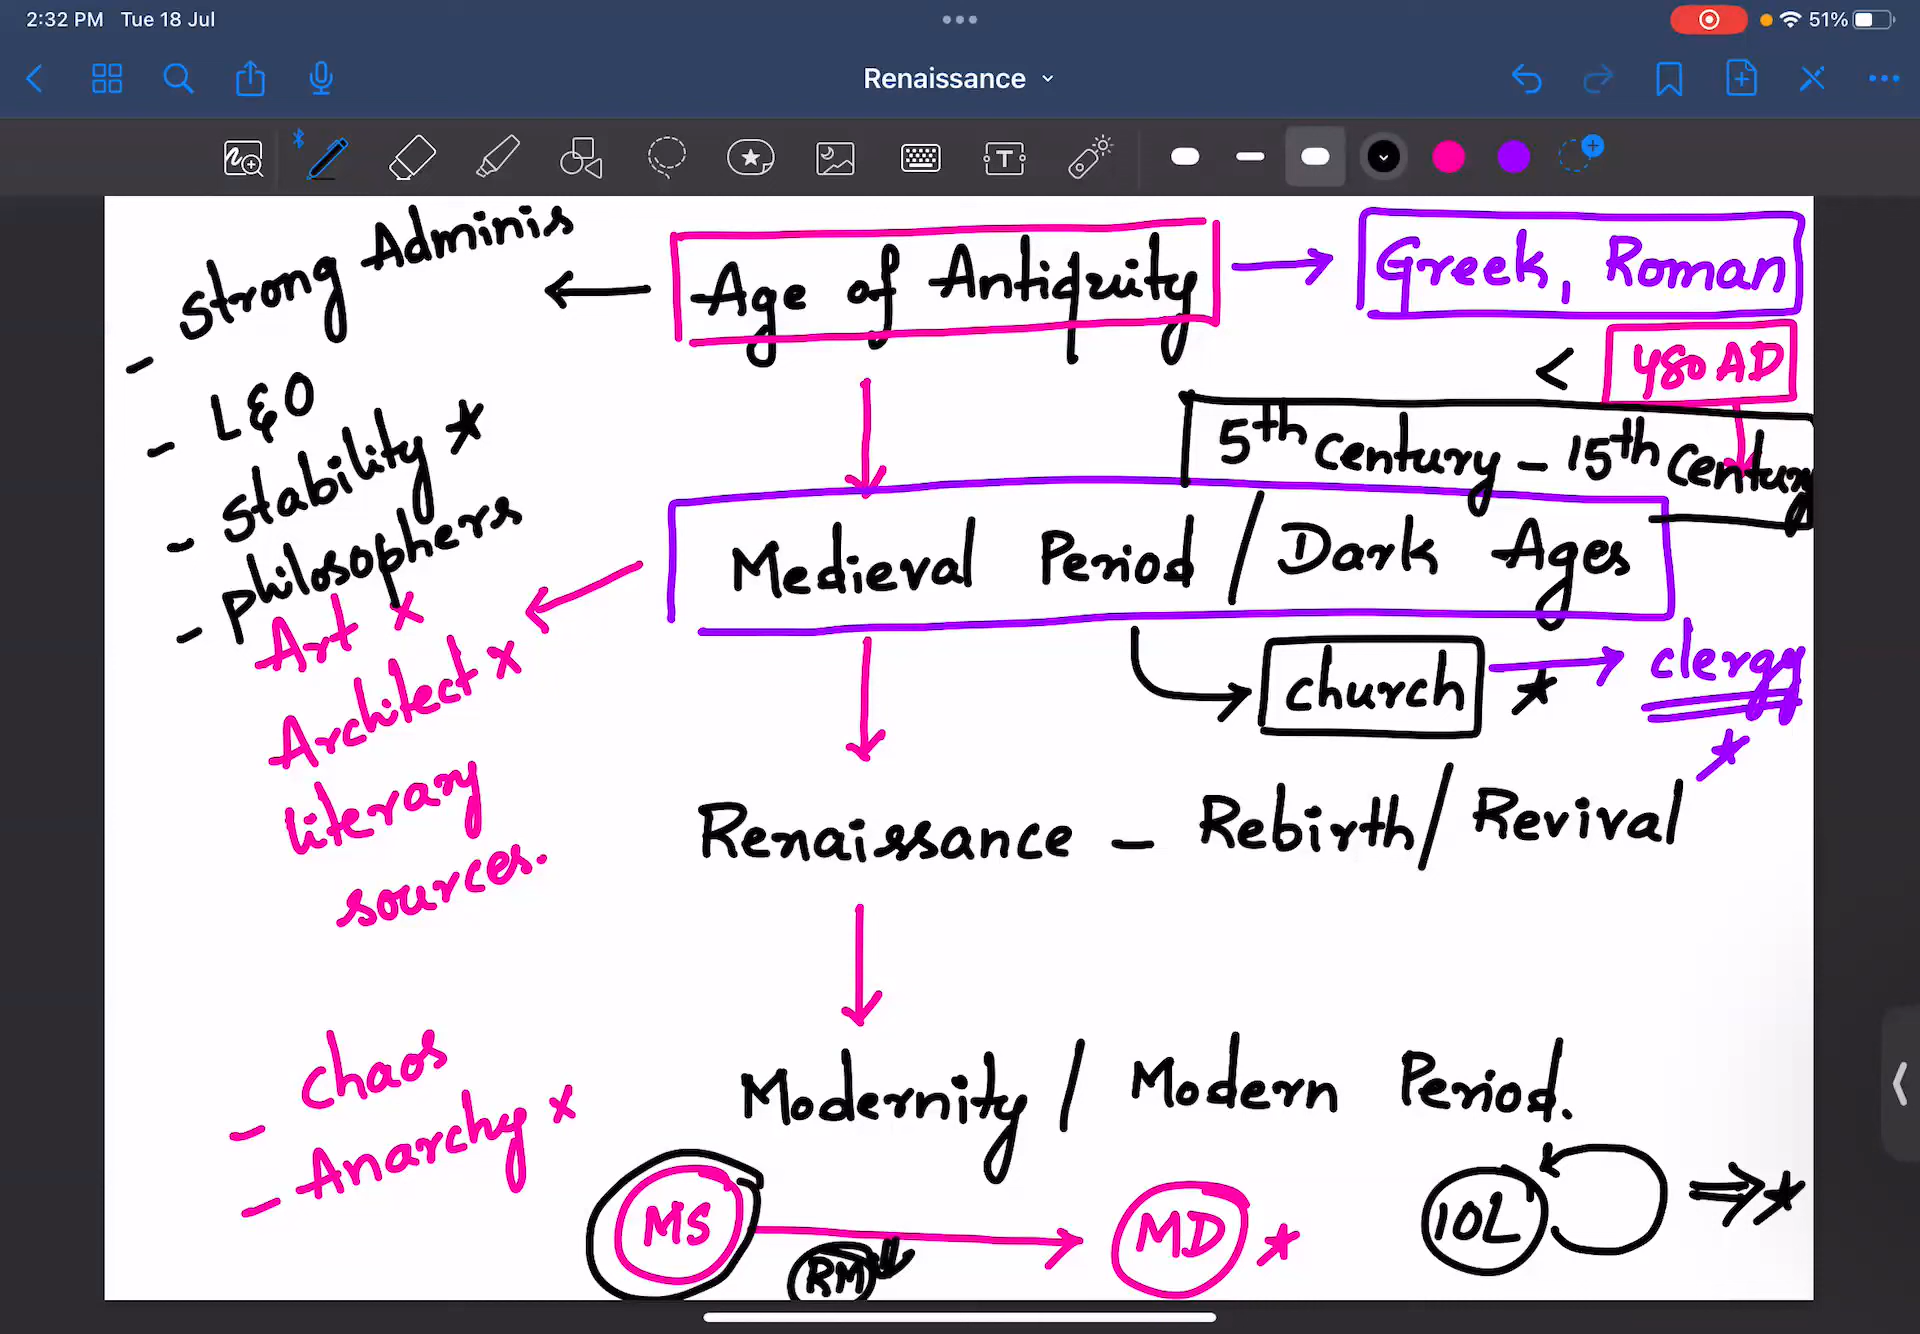 2:32 PM Tue 18 Jul
51%
Renaissance
T
Strong Adminis
Age of Antiquity
Greek, Roman
< 480 AD
- L&O
5th Century - 15th Century
- stability
- philosophers
Medieval Period / Dark Ages
Art x
Architect x
church
clergy
literary
sources.
Renaissance - Rebirth / Revival
- chaos
- Anarchy x
Modernity / Modern Period.
MS
RM
MD
10L